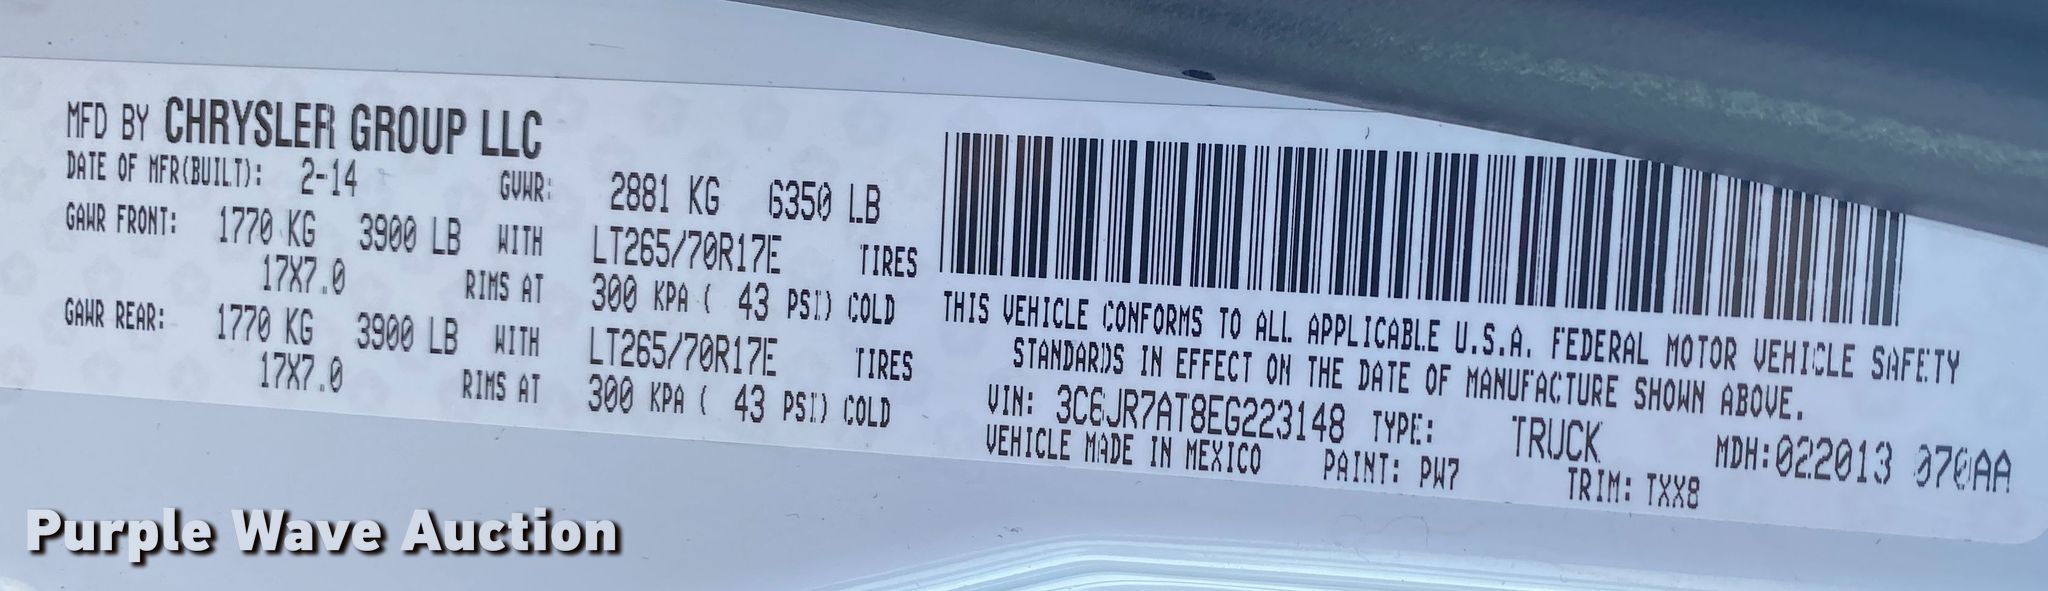 MFD BY CHRYSLER GROUP LLC
DATE OF MFR(BUILT): 2-14 GVWR: 2881 KG 6350 LB
GAWR FRONT: 1770 KG 3900 LB WITH LT265/70R17E TIRES
17X7.0 RIMS AT 300 KPA ( 43 PSI) COLD
GAWR REAR: 1770 KG 3900 LB WITH LT265/70R17E TIRES
17X7.0 RIMS AT 300 KPA ( 43 PSI) COLD
THIS VEHICLE CONFORMS TO ALL APPLICABLE U.S.A. FEDERAL MOTOR VEHICLE SAFETY
STANDARDS IN EFFECT ON THE DATE OF MANUFACTURE SHOWN ABOVE.
VIN: 3C6JR7AT8EG223148 TYPE: TRUCK MDH:022013 070AA
VEHICLE MADE IN MEXICO PAINT: PW7 TRIM: TXX8
Purple Wave Auction